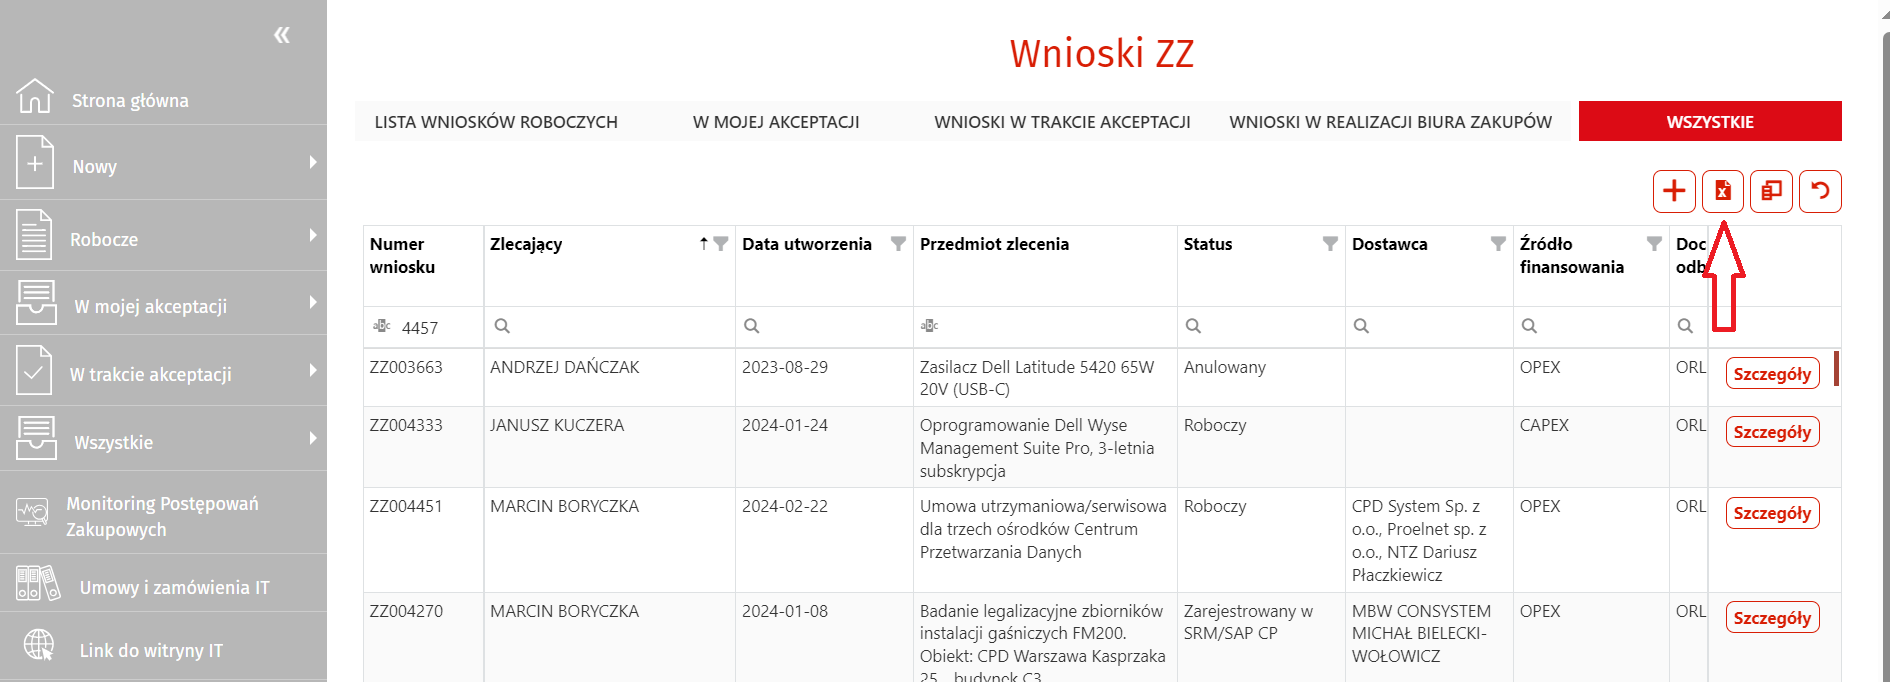 «
Strona główna
Nowy
Robocze
W mojej akceptacji
W trakcie akceptacji
Wszystkie
Monitoring Postępowań
Zakupowych
Umowy i zamówienia IT
Link do witryny IT
Wnioski ZZ
LISTA WNIOSKÓW ROBOCZYCH W MOJEJ AKCEPTACJI WNIOSKI W TRAKCIE AKCEPTACJI WNIOSKI W REALIZACJI BIURA ZAKUPÓW WSZYSTKIE
Numer Zlecający Data utworzenia Przedmiot zlecenia Status Dostawca Źródło Doc
wniosku finansowania odb
abc 4457 abc
ZZ003663 ANDRZEJ DAŃCZAK 2023-08-29 Zasilacz Dell Latitude 5420 65W Anulowany OPEX ORL Szczegóły
20V (USB-C)
ZZ004333 JANUSZ KUCZERA 2024-01-24 Oprogramowanie Dell Wyse Roboczy CAPEX ORL Szczegóły
Management Suite Pro, 3-letnia
subskrypcja
ZZ004451 MARCIN BORYCZKA 2024-02-22 Umowa utrzymaniowa/serwisowa Roboczy CPD System Sp. z OPEX ORL Szczegóły
dla trzech ośrodków Centrum o.o., Proelnet sp. z
Przetwarzania Danych o.o., NTZ Dariusz
Płaczkiewicz
ZZ004270 MARCIN BORYCZKA 2024-01-08 Badanie legalizacyjne zbiorników Zarejestrowany w MBW CONSYSTEM OPEX ORL Szczegóły
instalacji gaśniczych FM200. SRM/SAP CP MICHAŁ BIELECKI-
Obiekt: CPD Warszawa Kasprzaka WOŁOWICZ
25, budynek C3